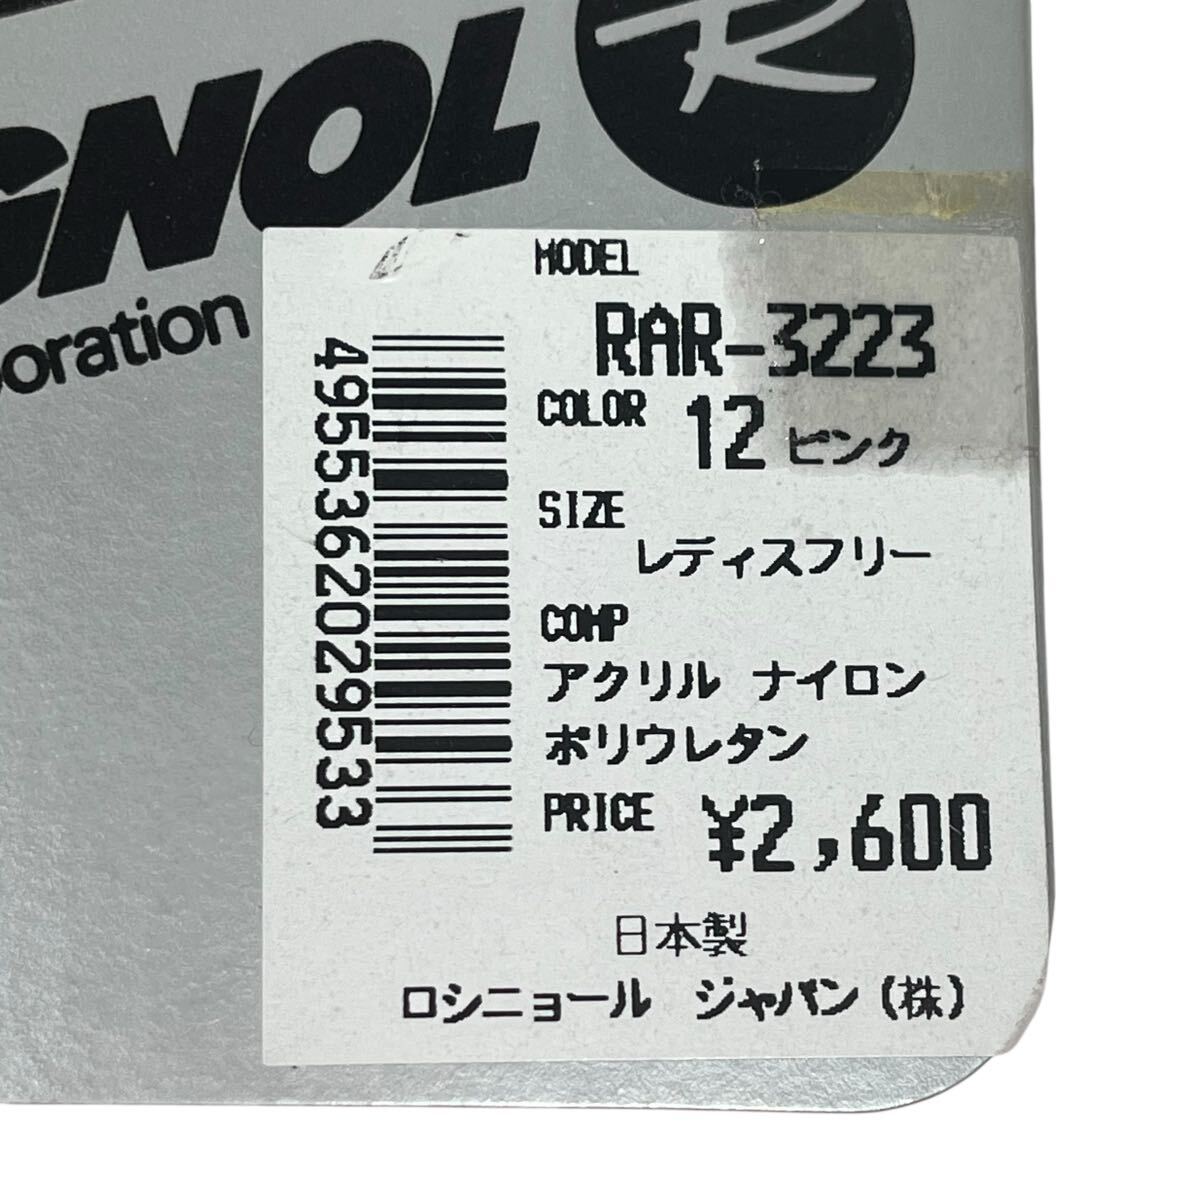 R
GNOL
oration
4955362029533
MODEL
RAR-3223
COLOR 12 ピンク
SIZE
レディスフリー
COMP
アクリル ナイロン
ポリウレタン
PRICE ¥2,600
日本製
ロシニョール ジャパン(株)